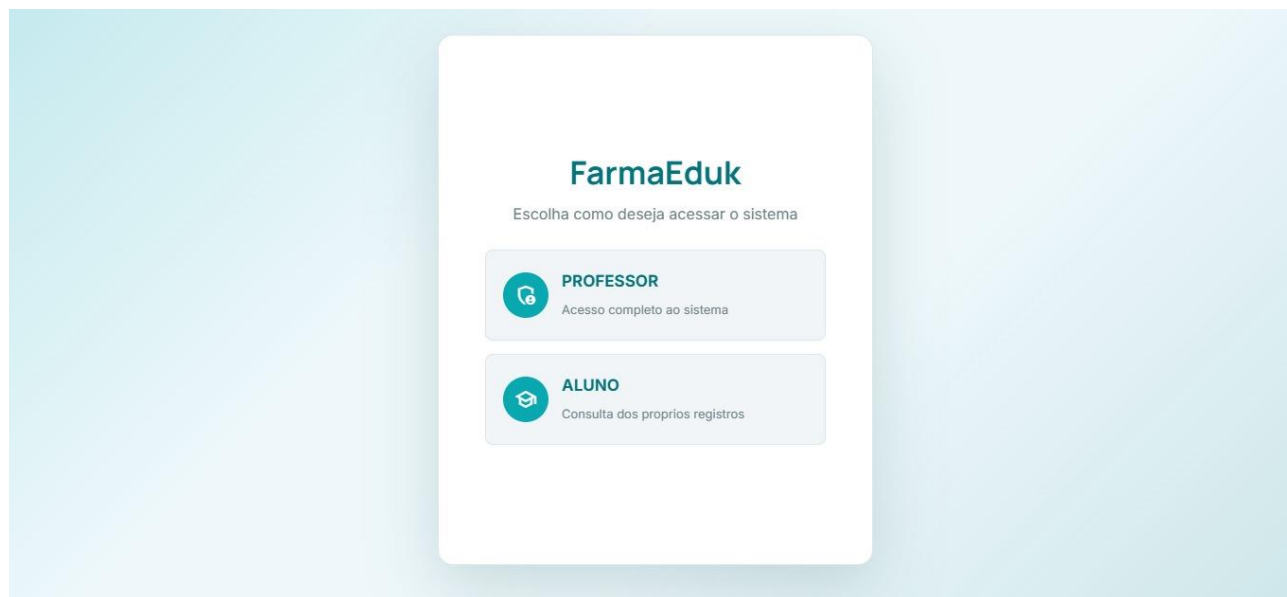 FarmaEduk
Escolha como deseja acessar o sistema
PROFESSOR
Acesso completo ao sistema
ALUNO
Consulta dos proprios registros